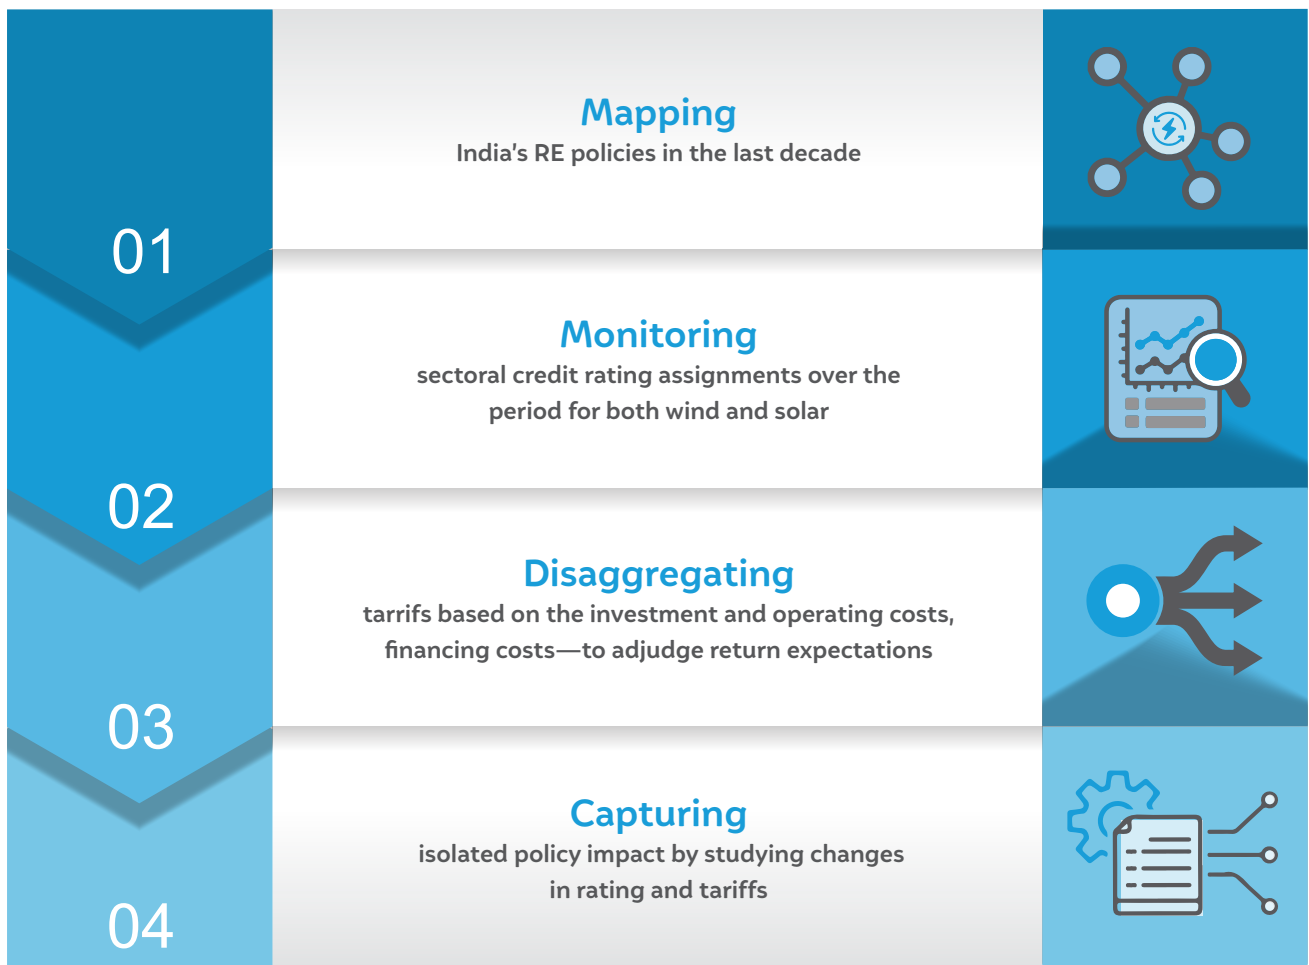 01
Mapping
India's RE policies in the last decade
02
Monitoring
sectoral credit rating assignments over the
period for both wind and solar
03
Disaggregating
tarrifs based on the investment and operating costs,
financing costs—to adjudge return expectations
04
Capturing
isolated policy impact by studying changes
in rating and tariffs